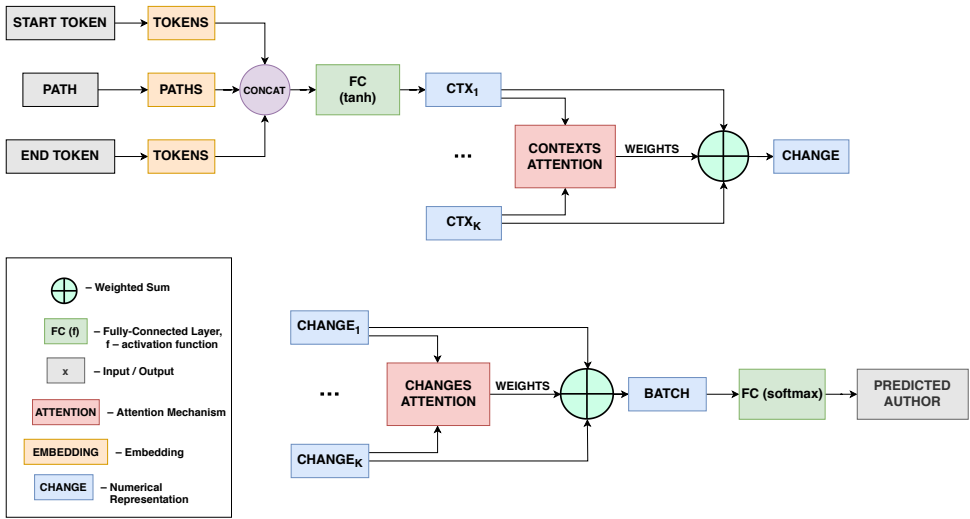 START TOKEN
TOKENS
PATH
PATHS
CONCAT
FC
(tanh)
CTX1
END TOKEN
TOKENS
...
CONTEXTS
ATTENTION
WEIGHTS
CHANGE
CTXK
– Weighted Sum
FC (f)
– Fully-Connected Layer,
f – activation function
x
– Input / Output
ATTENTION
– Attention Mechanism
EMBEDDING
– Embedding
CHANGE
– Numerical
Representation
CHANGE1
...
CHANGES
ATTENTION
WEIGHTS
BATCH
FC (softmax)
PREDICTED
AUTHOR
CHANGEK